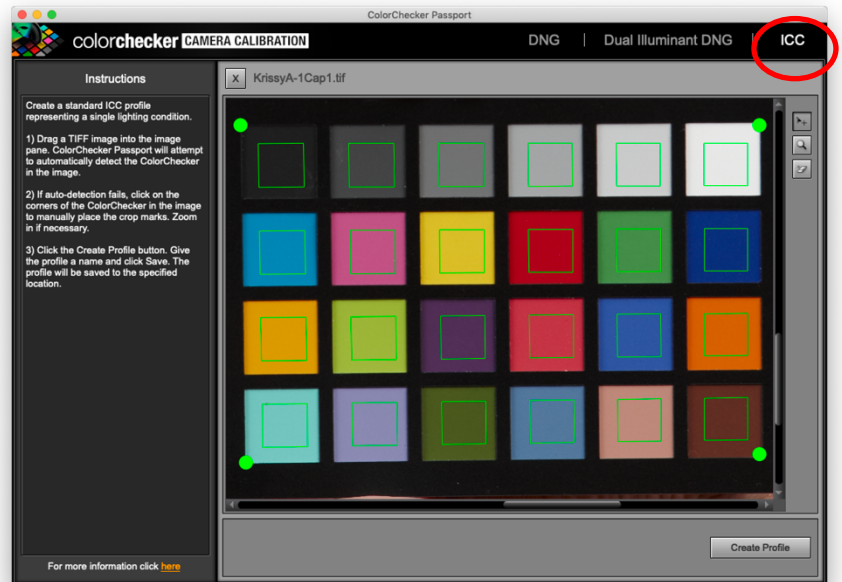 ColorChecker Passport
colorchecker CAMERA CALIBRATION
DNG | Dual Illuminant DNG | ICC
Instructions
Create a standard ICC profile
representing a single lighting condition.
1) Drag a TIFF image into the image
pane. ColorChecker Passport will attempt
to automatically detect the ColorChecker
in the image.
2) If auto-detection fails, click on the
corners of the ColorChecker in the image
to manually place the crop marks. Zoom
in if necessary.
3) Click the Create Profile button. Give
the profile a name and click Save. The
profile will be saved to the specified
location.
For more information click here
X KrissyA-1Cap1.tif
Create Profile